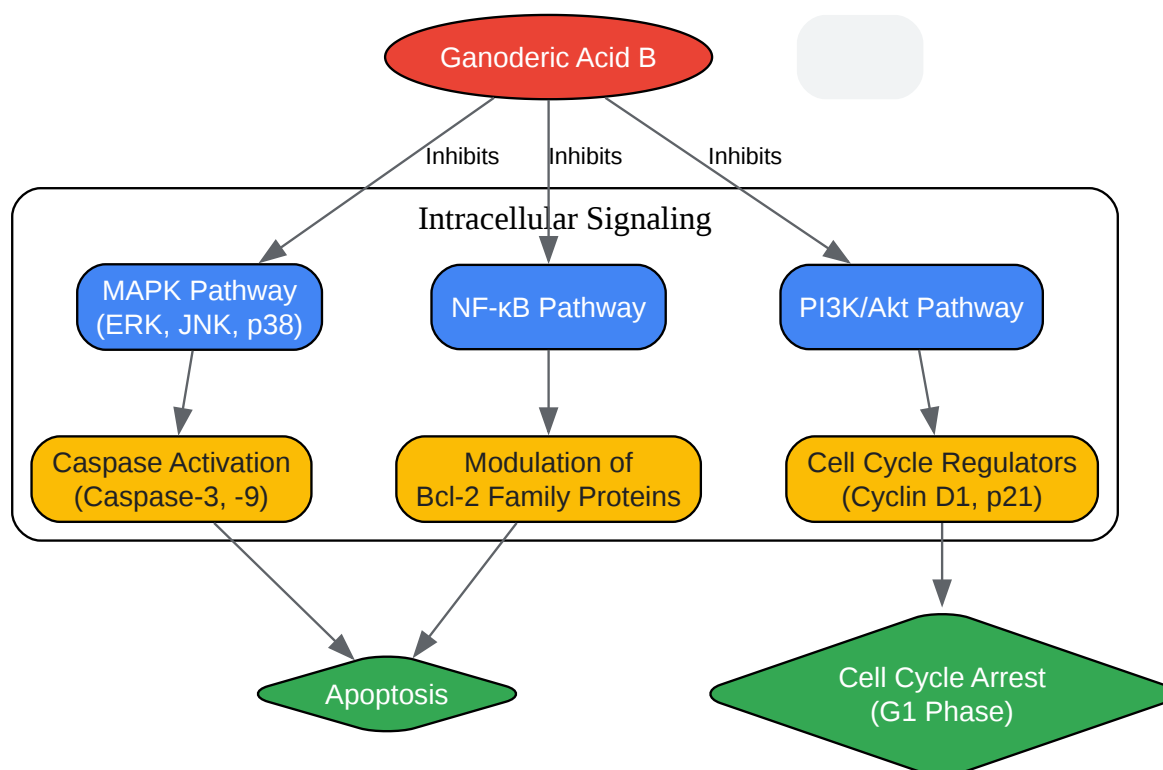 Ganoderic Acid B
Inhibits
Inhibits
Inhibits
Intracellular Signaling
MAPK Pathway
(ERK, JNK, p38)
NF-κB Pathway
PI3K/Akt Pathway
Caspase Activation
(Caspase-3, -9)
Modulation of
Bcl-2 Family Proteins
Cell Cycle Regulators
(Cyclin D1, p21)
Apoptosis
Cell Cycle Arrest
(G1 Phase)